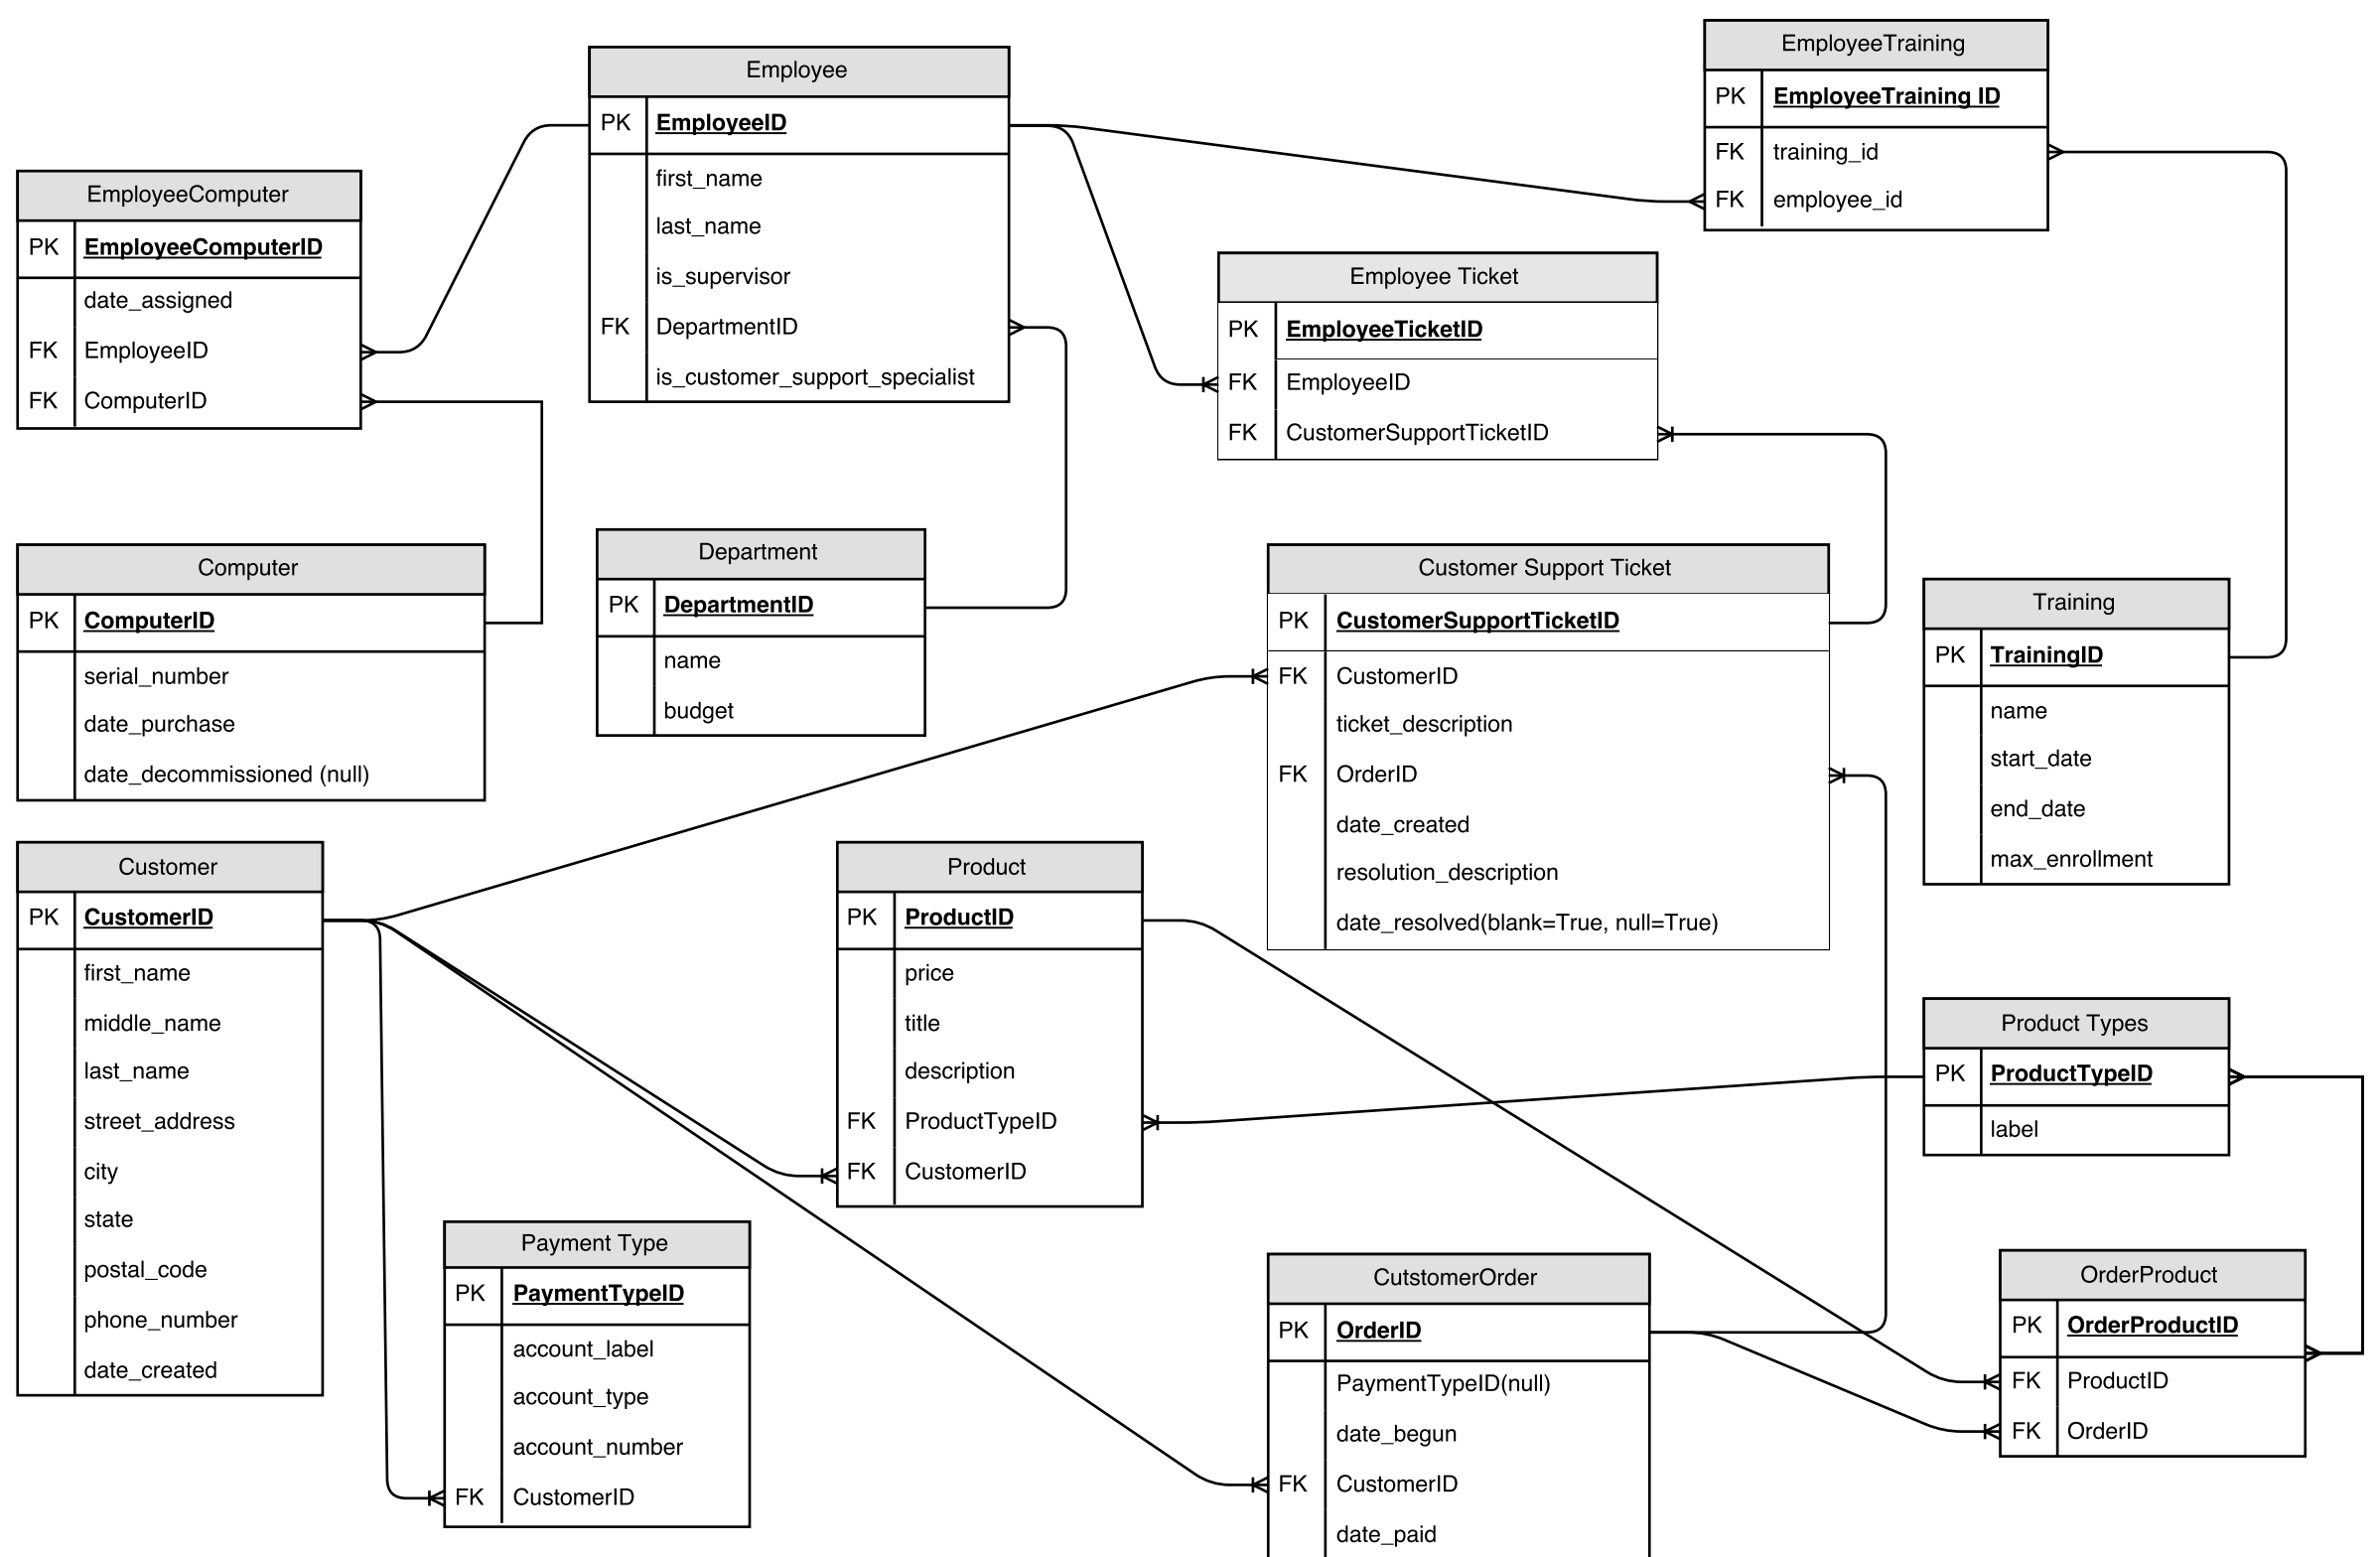 EmployeeTraining
PK EmployeeTraining ID
FK training_id
FK employee_id
Employee
PK EmployeeID
first_name
last_name
is_supervisor
FK DepartmentID
is_customer_support_specialist
EmployeeComputer
PK EmployeeComputerID
date_assigned
FK EmployeeID
FK ComputerID
Employee Ticket
PK EmployeeTicketID
FK EmployeeID
FK CustomerSupportTicketID
Computer
PK ComputerID
serial_number
date_purchase
date_decommissioned (null)
Department
PK DepartmentID
name
budget
Customer Support Ticket
PK CustomerSupportTicketID
FK CustomerID
ticket_description
FK OrderID
date_created
resolution_description
date_resolved(blank=True, null=True)
Training
PK TrainingID
name
start_date
end_date
max_enrollment
Customer
PK CustomerID
first_name
middle_name
last_name
street_address
city
state
postal_code
phone_number
date_created
Product
PK ProductID
price
title
description
FK ProductTypeID
FK CustomerID
Product Types
PK ProductTypeID
label
Payment Type
PK PaymentTypeID
account_label
account_type
account_number
FK CustomerID
CutstomerOrder
PK OrderID
PaymentTypeID(null)
date_begun
FK CustomerID
date_paid
OrderProduct
PK OrderProductID
FK ProductID
FK OrderID